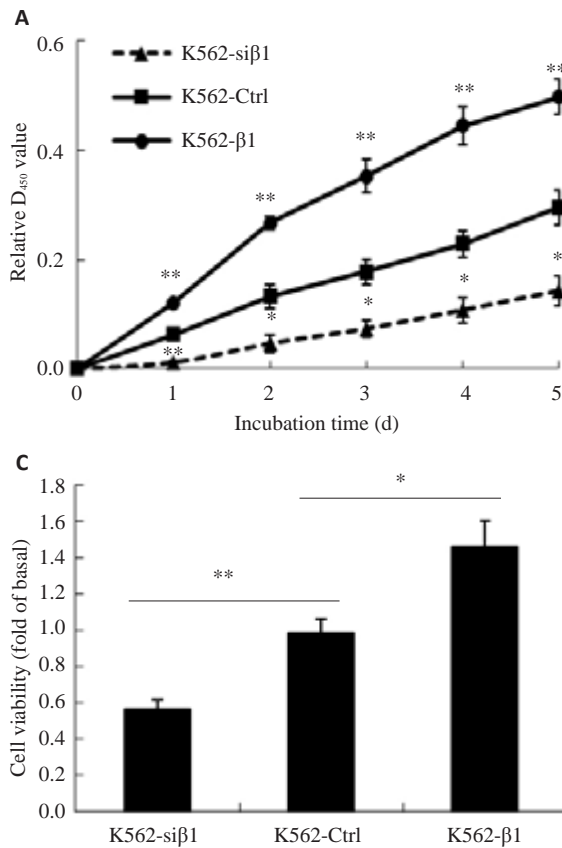 A
0.6
K562-siβ1
K562-Ctrl
K562-β1
**
**
**
0.4
Relative D₄₅₀ value
**
0.2
**
*
*
*
*
**
0.0
0 1 2 3 4 5
Incubation time (d)
C
1.8
1.6
1.4
1.2
1.0
0.8
0.6
0.4
0.2
0.0
Cell viability (fold of basal)
*
**
K562-siβ1 K562-Ctrl K562-β1